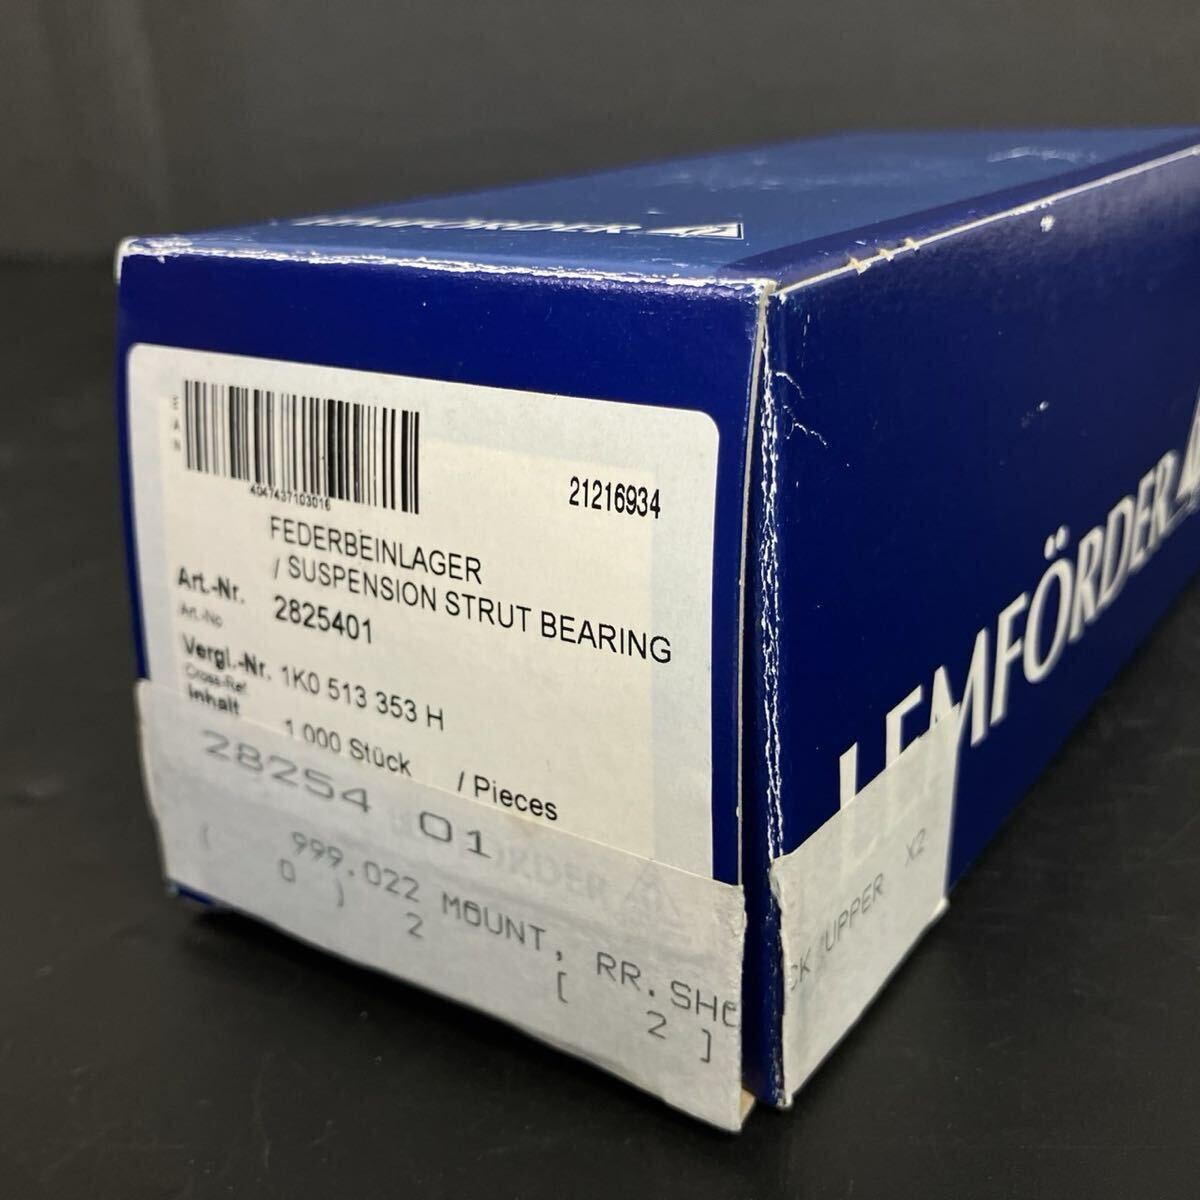 LEMFÖRDER
EAN
4047437103016
21216934
FEDERBEINLAGER
/ SUSPENSION STRUT BEARING
Art.-Nr. 2825401
Art.-No
Vergl.-Nr. 1K0 513 353 H
Cross-Ref.
Inhalt 1.000 Stück / Pieces
28254 01
999.022 MOUNT, RR.SHO
( 0 ) 2 [ 2 ]
LEMFÖRDER
CK /UPPER X2